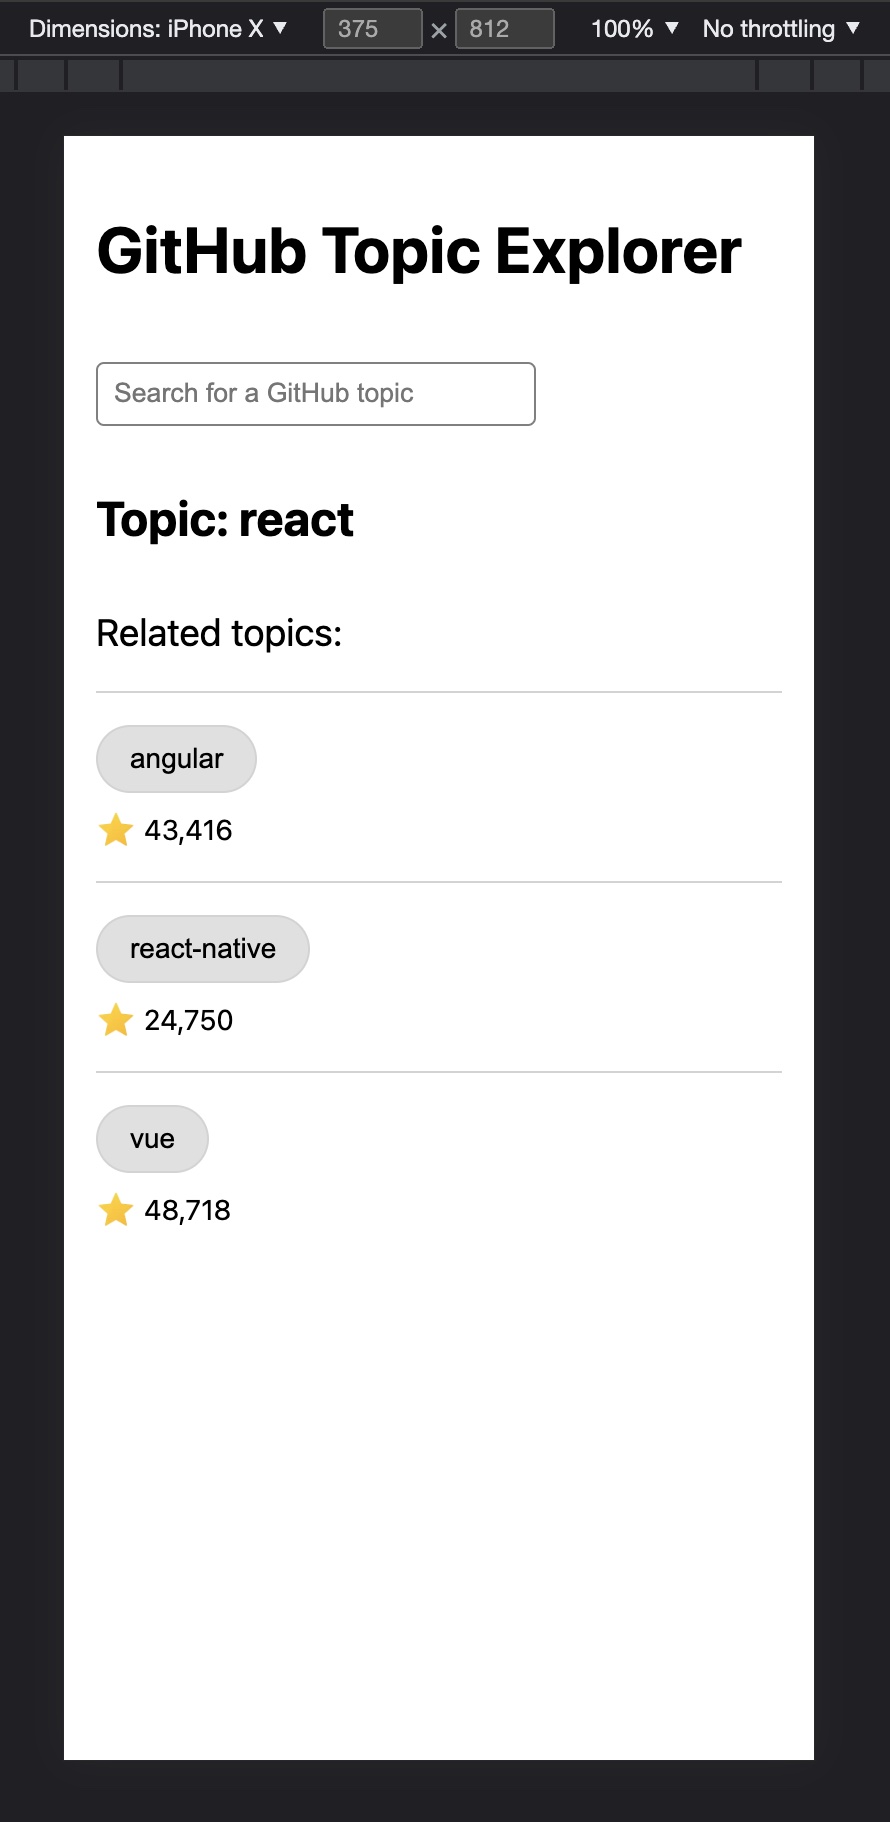 Dimensions: iPhone X ▼ 375 × 812 100% ▼ No throttling ▼
GitHub Topic Explorer
Search for a GitHub topic
Topic: react
Related topics:
angular
⭐ 43,416
react-native
⭐ 24,750
vue
⭐ 48,718